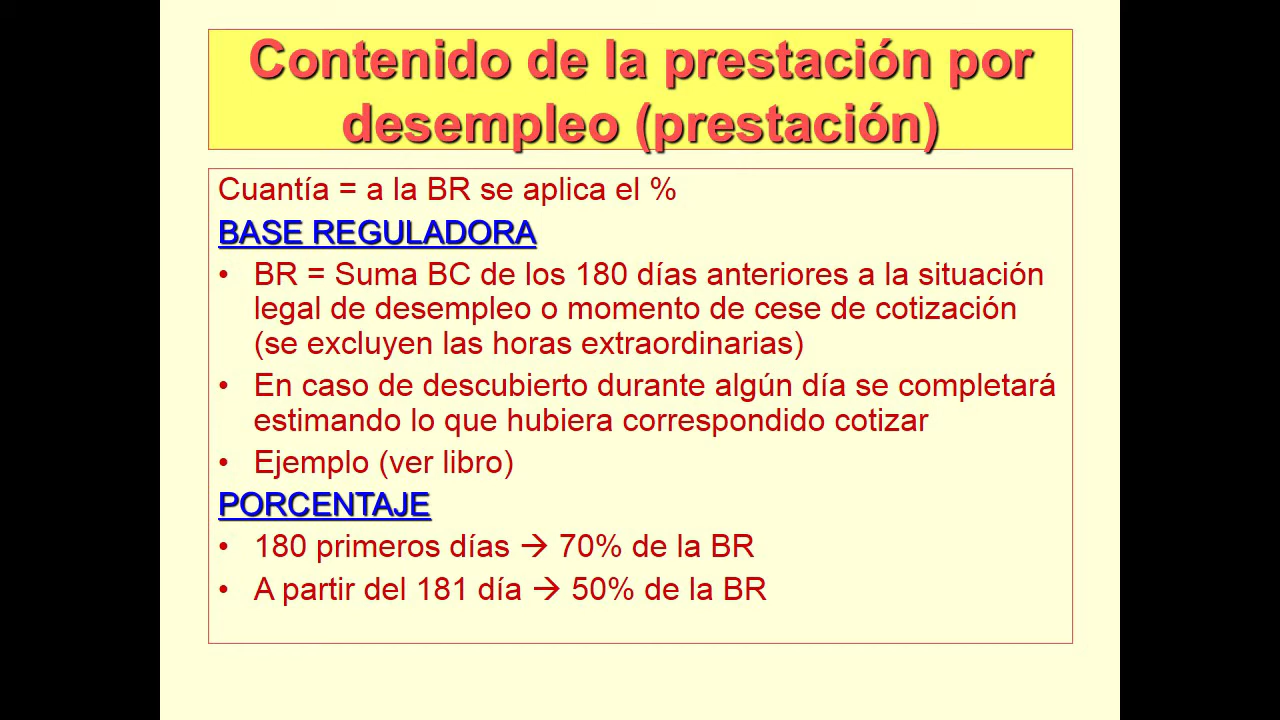 Contenido de la prestación por
desempleo (prestación)
Cuantía = a la BR se aplica el %
BASE REGULADORA
• BR = Suma BC de los 180 días anteriores a la situación
legal de desempleo o momento de cese de cotización
(se excluyen las horas extraordinarias)
• En caso de descubierto durante algún día se completará
estimando lo que hubiera correspondido cotizar
• Ejemplo (ver libro)
PORCENTAJE
• 180 primeros días → 70% de la BR
• A partir del 181 día → 50% de la BR